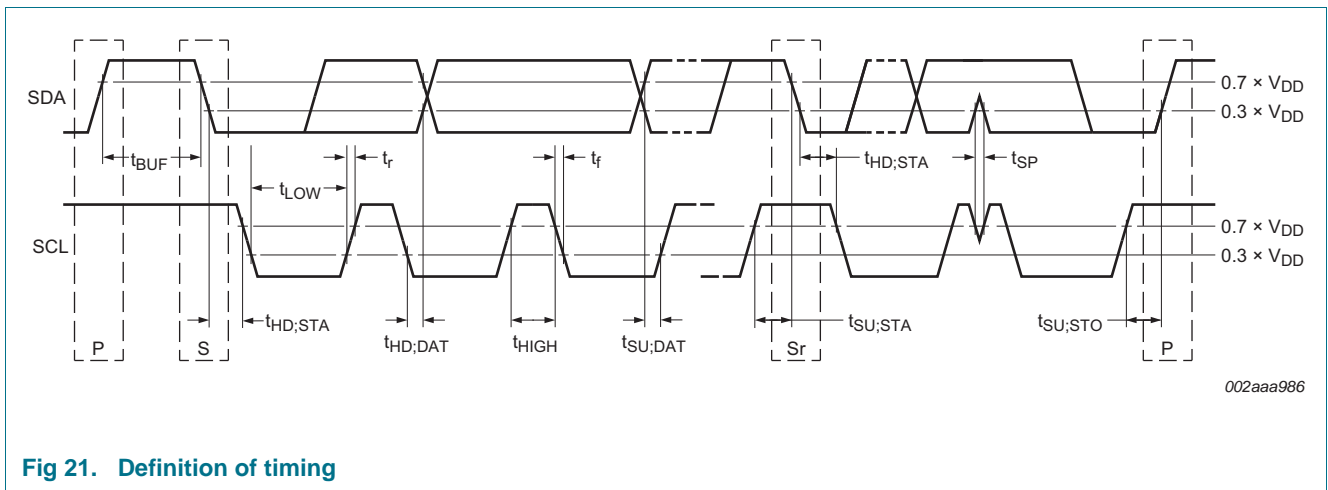 SDA
0.7 × VDD
0.3 × VDD
tBUF
tr
tf
tHD;STA
tSP
tLOW
SCL
0.7 × VDD
0.3 × VDD
tHD;STA
tHD;DAT
tHIGH
tSU;DAT
tSU;STA
tSU;STO
P
S
Sr
P
002aaa986
Fig 21. Definition of timing